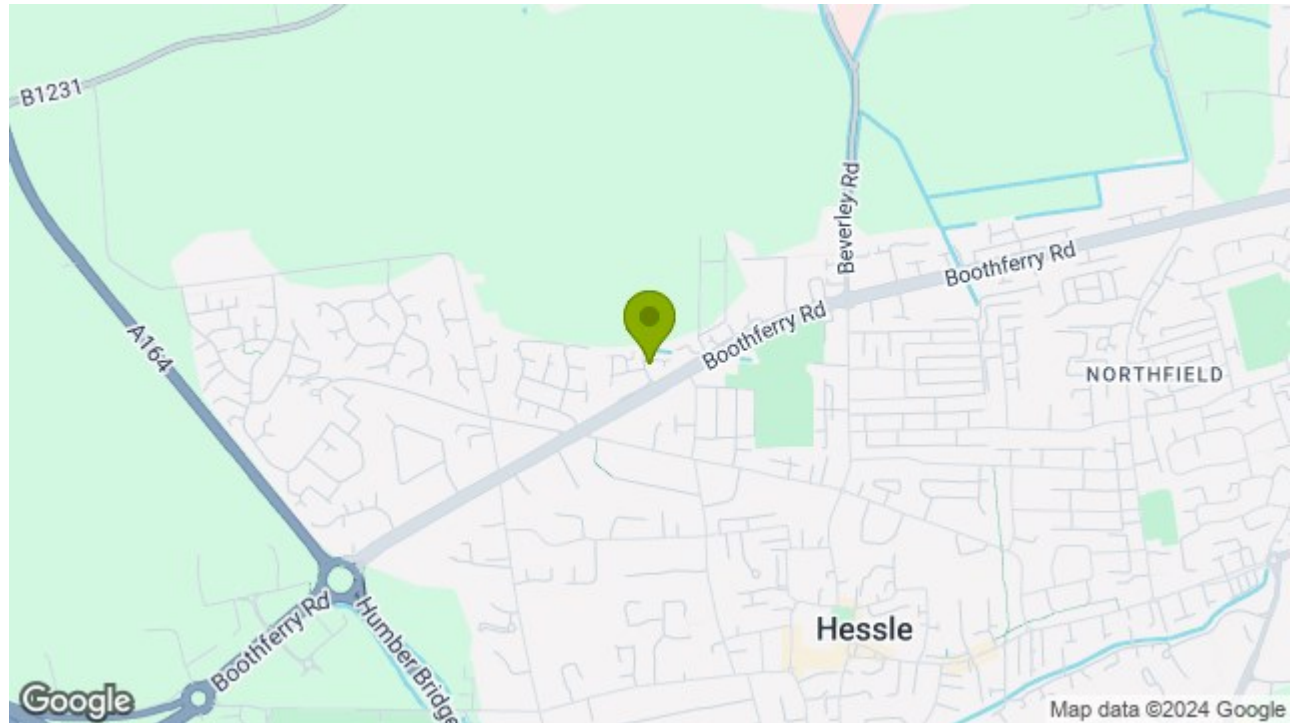 B1231
Beverley Rd
Boothferry Rd
A164
Boothferry Rd
NORTHFIELD
Hessle
Boothferry Rd
Humber Bridge
Google
Map data ©2024 Google